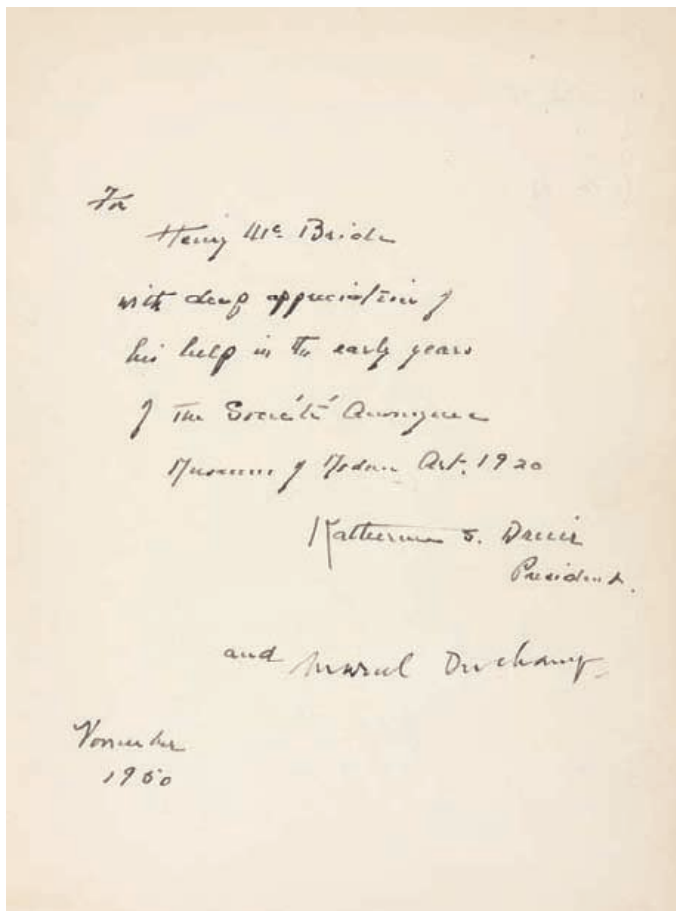 For
Henry McBride
with deep appreciation of
his help in the early years
of The Société Anonyme
Museum of Modern Art. 1920
Katherine S. Dreier
President.
and Marcel Duchamp
November
1950